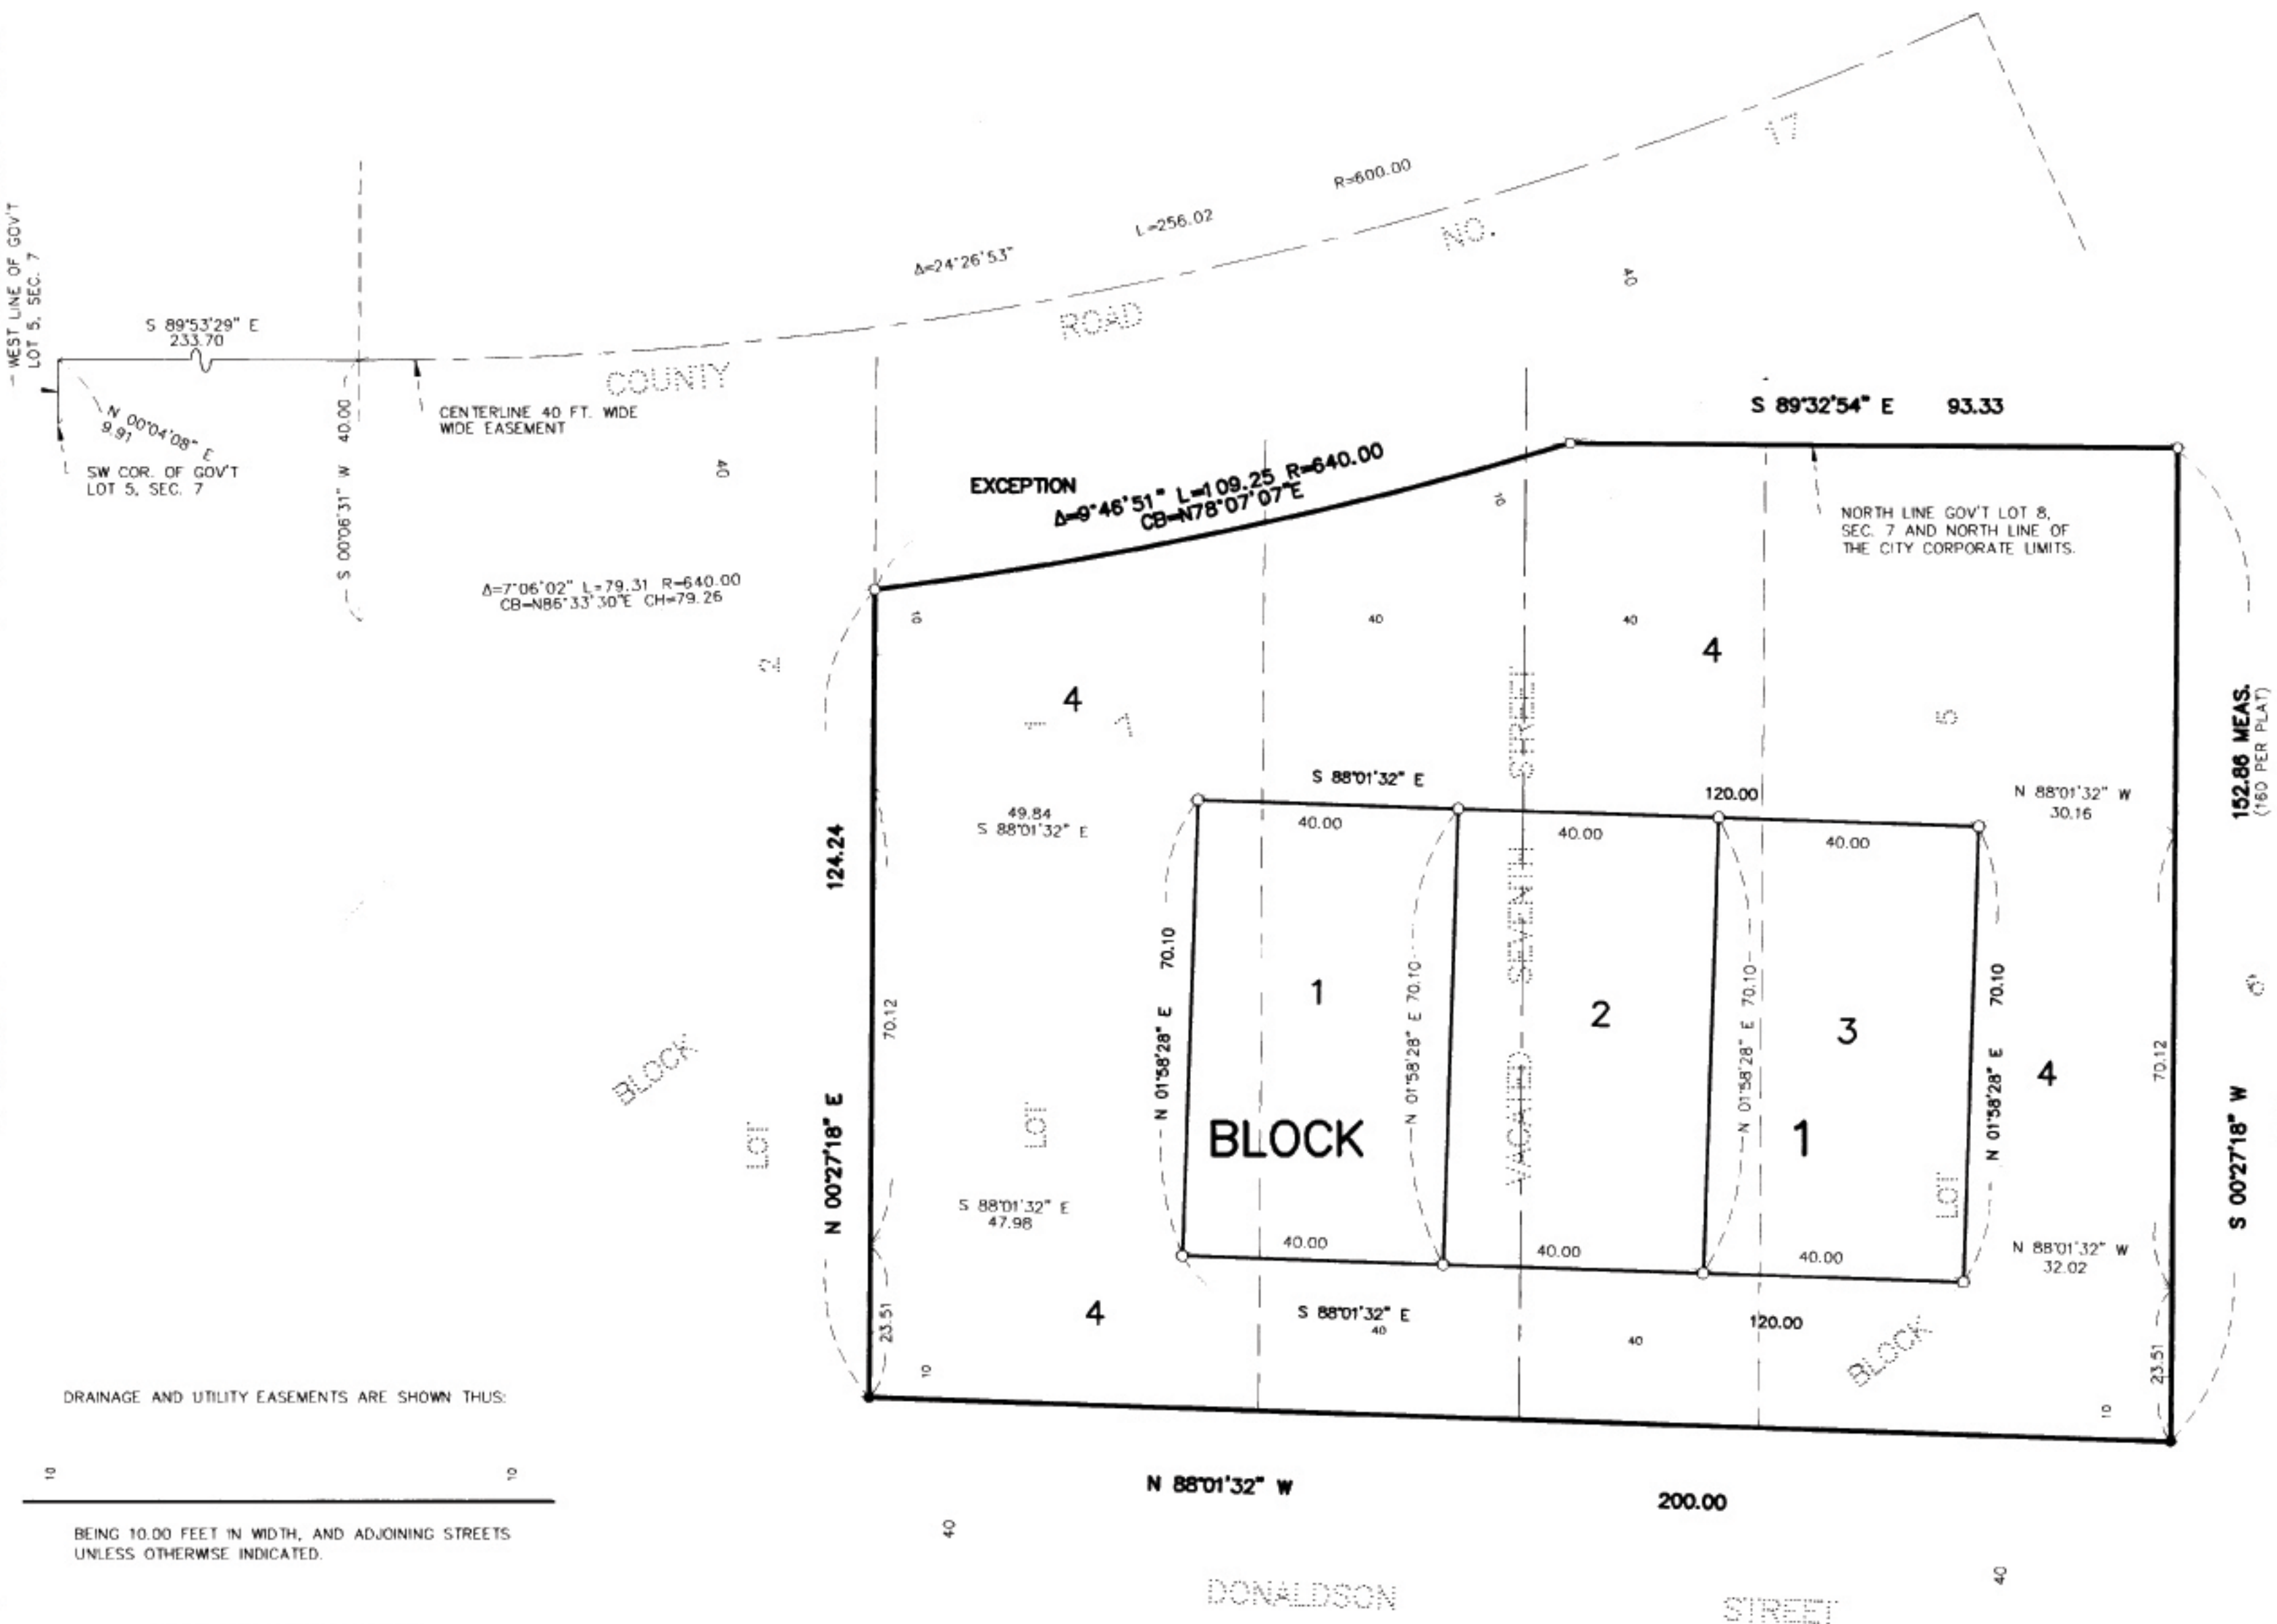 17
R=600.00
L=256.02
NO.
Δ=24°26'53"
40
ROAD
WEST LINE OF GOV'T
LOT 5, SEC. 7
S 89°53'29" E
233.70
COUNTY
N 00°04'08" E
9.91
SW COR. OF GOV'T
LOT 5, SEC. 7
S 00°06'31" W 40.00
CENTERLINE 40 FT. WIDE
WIDE EASEMENT
40
S 89°32'54" E 93.33
EXCEPTION
Δ=9°46'51" L=109.25 R=640.00
CB=N78°07'07"E
10
NORTH LINE GOV'T LOT 8,
SEC. 7 AND NORTH LINE OF
THE CITY CORPORATE LIMITS.
Δ=7°06'02" L=79.31 R=640.00
CB=N86°33'30"E CH=79.26
10
40
40
4
2
4
1
7
5
152.86 MEAS.
(160 PER PLAT)
S 88°01'32" E
120.00
N 88°01'32" W
30.16
49.84
S 88°01'32" E
40.00
40.00
40.00
124.24
N 00°27'18" E
70.12
N 01°58'28" E 70.10
1
N 01°58'28" E 70.10
VACATED SEVENTH STREET
2
N 01°58'28" E 70.10
3
N 01°58'28" E 70.10
4
70.12
6
S 00°27'18" W
BLOCK
LOT
LOT
BLOCK
1
LOT
S 88°01'32" E
47.98
40.00
40.00
40.00
N 88°01'32" W
32.02
23.51
4
S 88°01'32" E
40
40
120.00
BLOCK
23.51
10
10
DRAINAGE AND UTILITY EASEMENTS ARE SHOWN THUS:
10
10
BEING 10.00 FEET IN WIDTH, AND ADJOINING STREETS
UNLESS OTHERWISE INDICATED.
N 88°01'32" W
200.00
40
40
DONALDSON STREET